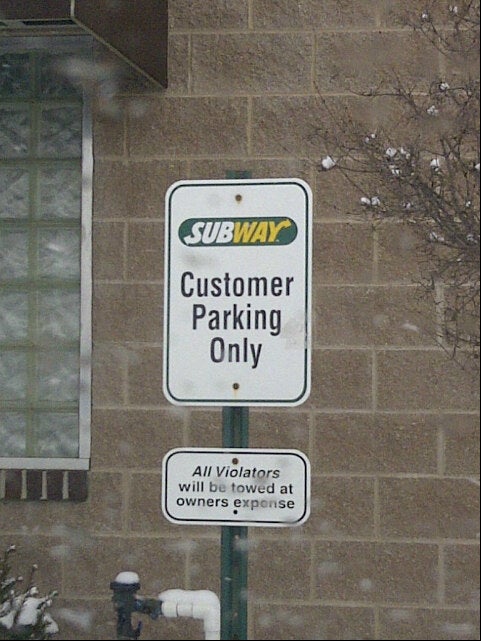 SUBWAY
Customer
Parking
Only
All Violators
will be towed at
owners expense